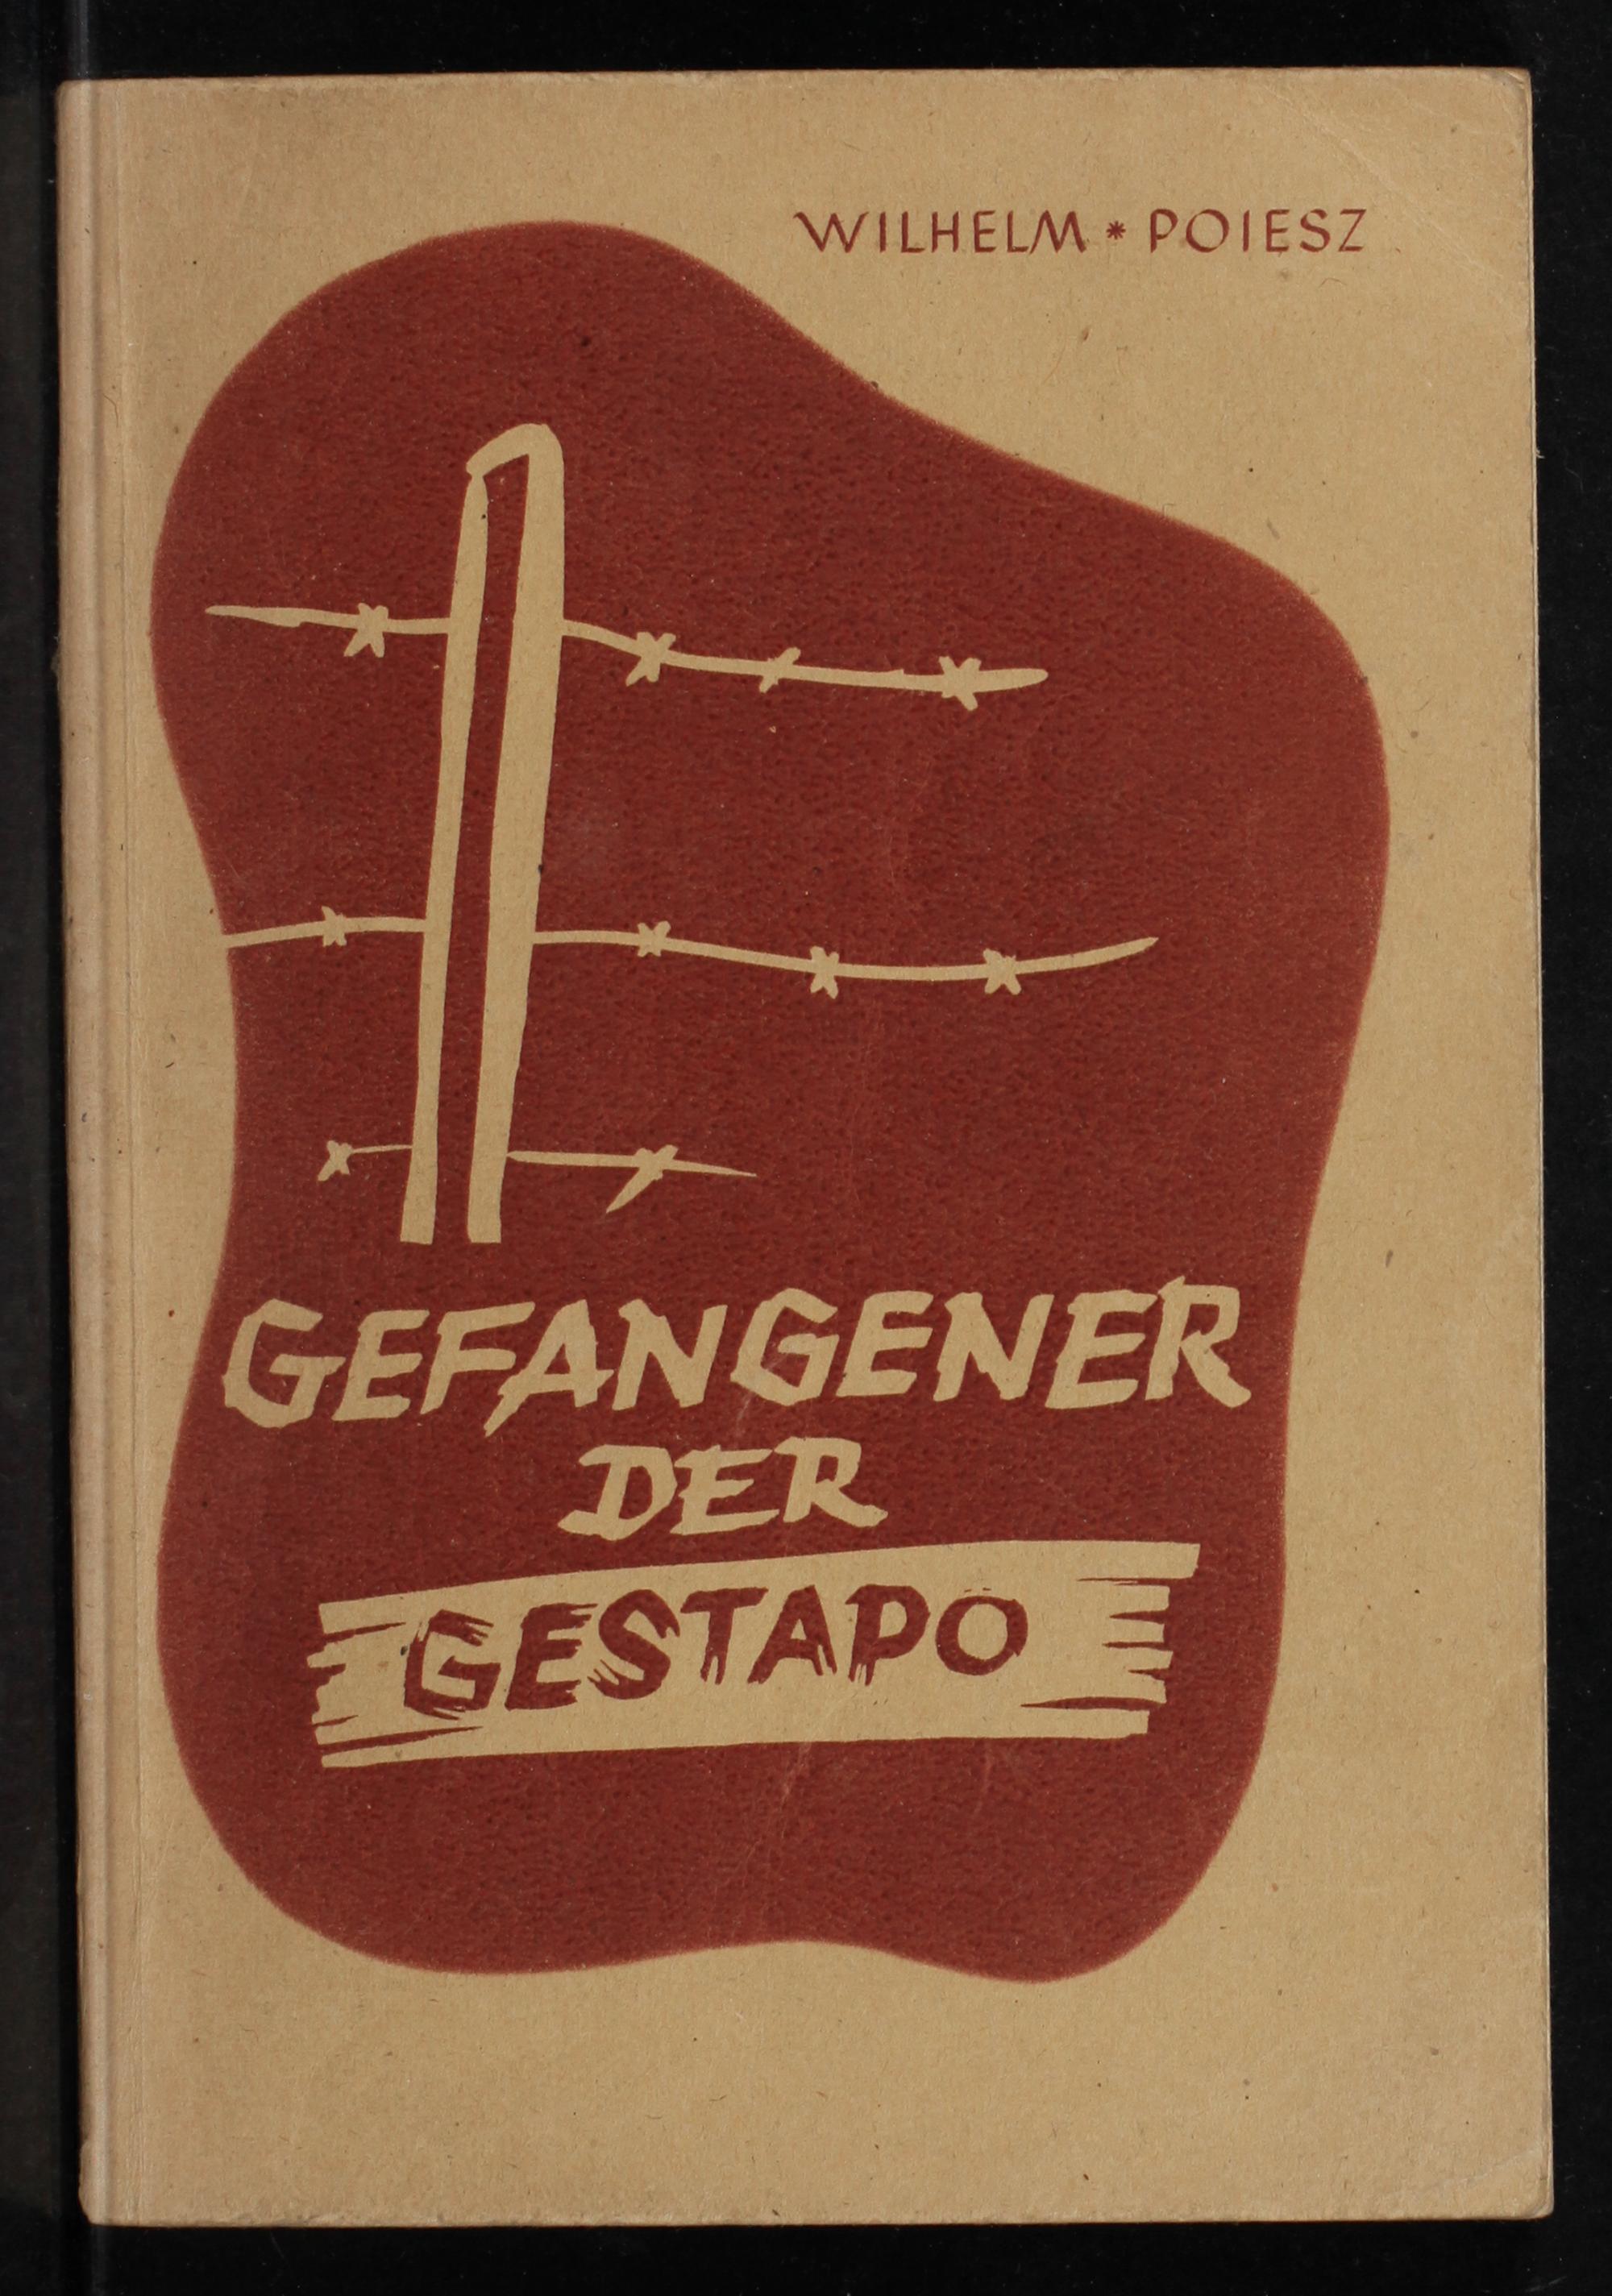 WILHELM * POIESZ
GEFANGENER
DER
GESTAPO